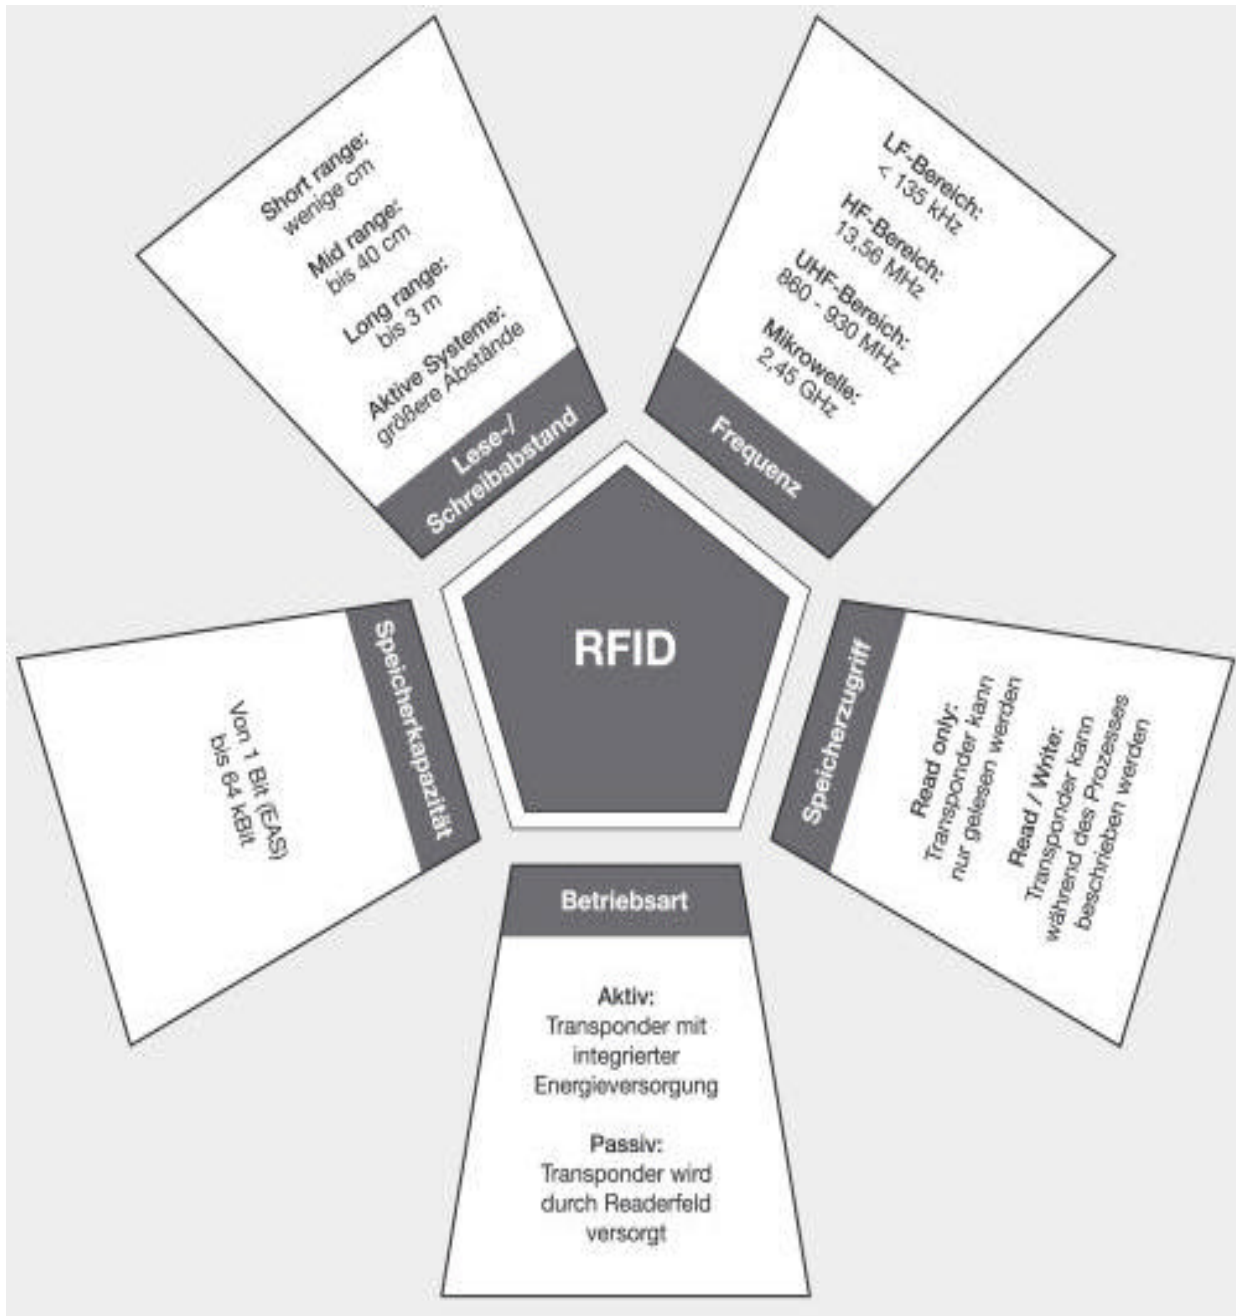 Short range:
wenige cm
Mid range:
bis 40 cm
Long range:
bis 3 m
Aktive Systeme:
größere Abstände
Lese-/
Schreibabstand
LF-Bereich:
< 135 kHz
HF-Bereich:
13,56 MHz
UHF-Bereich:
860 - 930 MHz
Mikrowelle:
2,45 GHz
Frequenz
RFID
Speicherkapazität
Von 1 Bit (EAS)
bis 64 kBit
Speicherzugriff
Read only:
Transponder kann
nur gelesen werden
Read / Write:
Transponder kann
während des Prozesses
beschrieben werden
Betriebsart
Aktiv:
Transponder mit
integrierter
Energieversorgung
Passiv:
Transponder wird
durch Readerfeld
versorgt